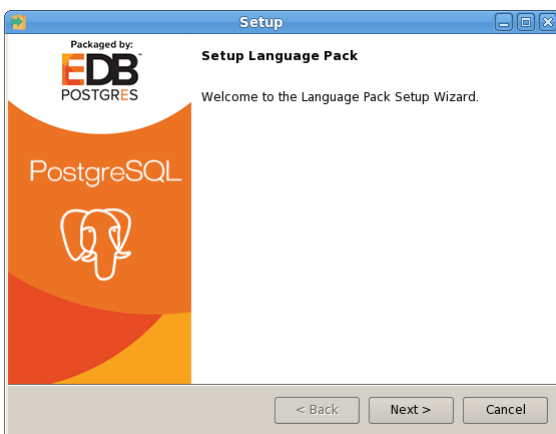 Setup
Packaged by:
EDB
POSTGRES
PostgreSQL
Setup Language Pack
Welcome to the Language Pack Setup Wizard.
< Back
Next >
Cancel